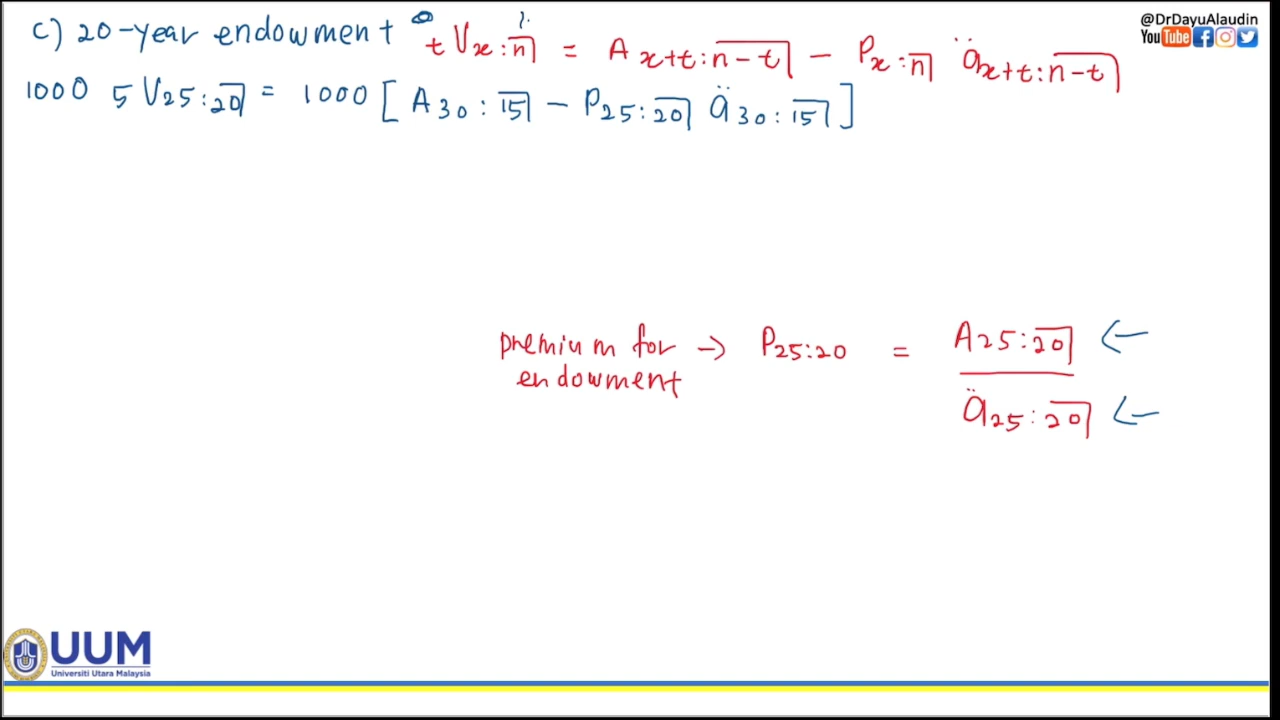 @DrDayuAlaudin
YouTube
c) 20-year endowment tVx:n̅| = Ax+t:n-t| - Px:n| äx+t:n-t|
1000 5V25:20| = 1000 [A30:15| - P25:20| ä30:15|]
premium for → P25:20 = A25:20| ←
endowment
ä25:20| ←
UUM
Universiti Utara Malaysia